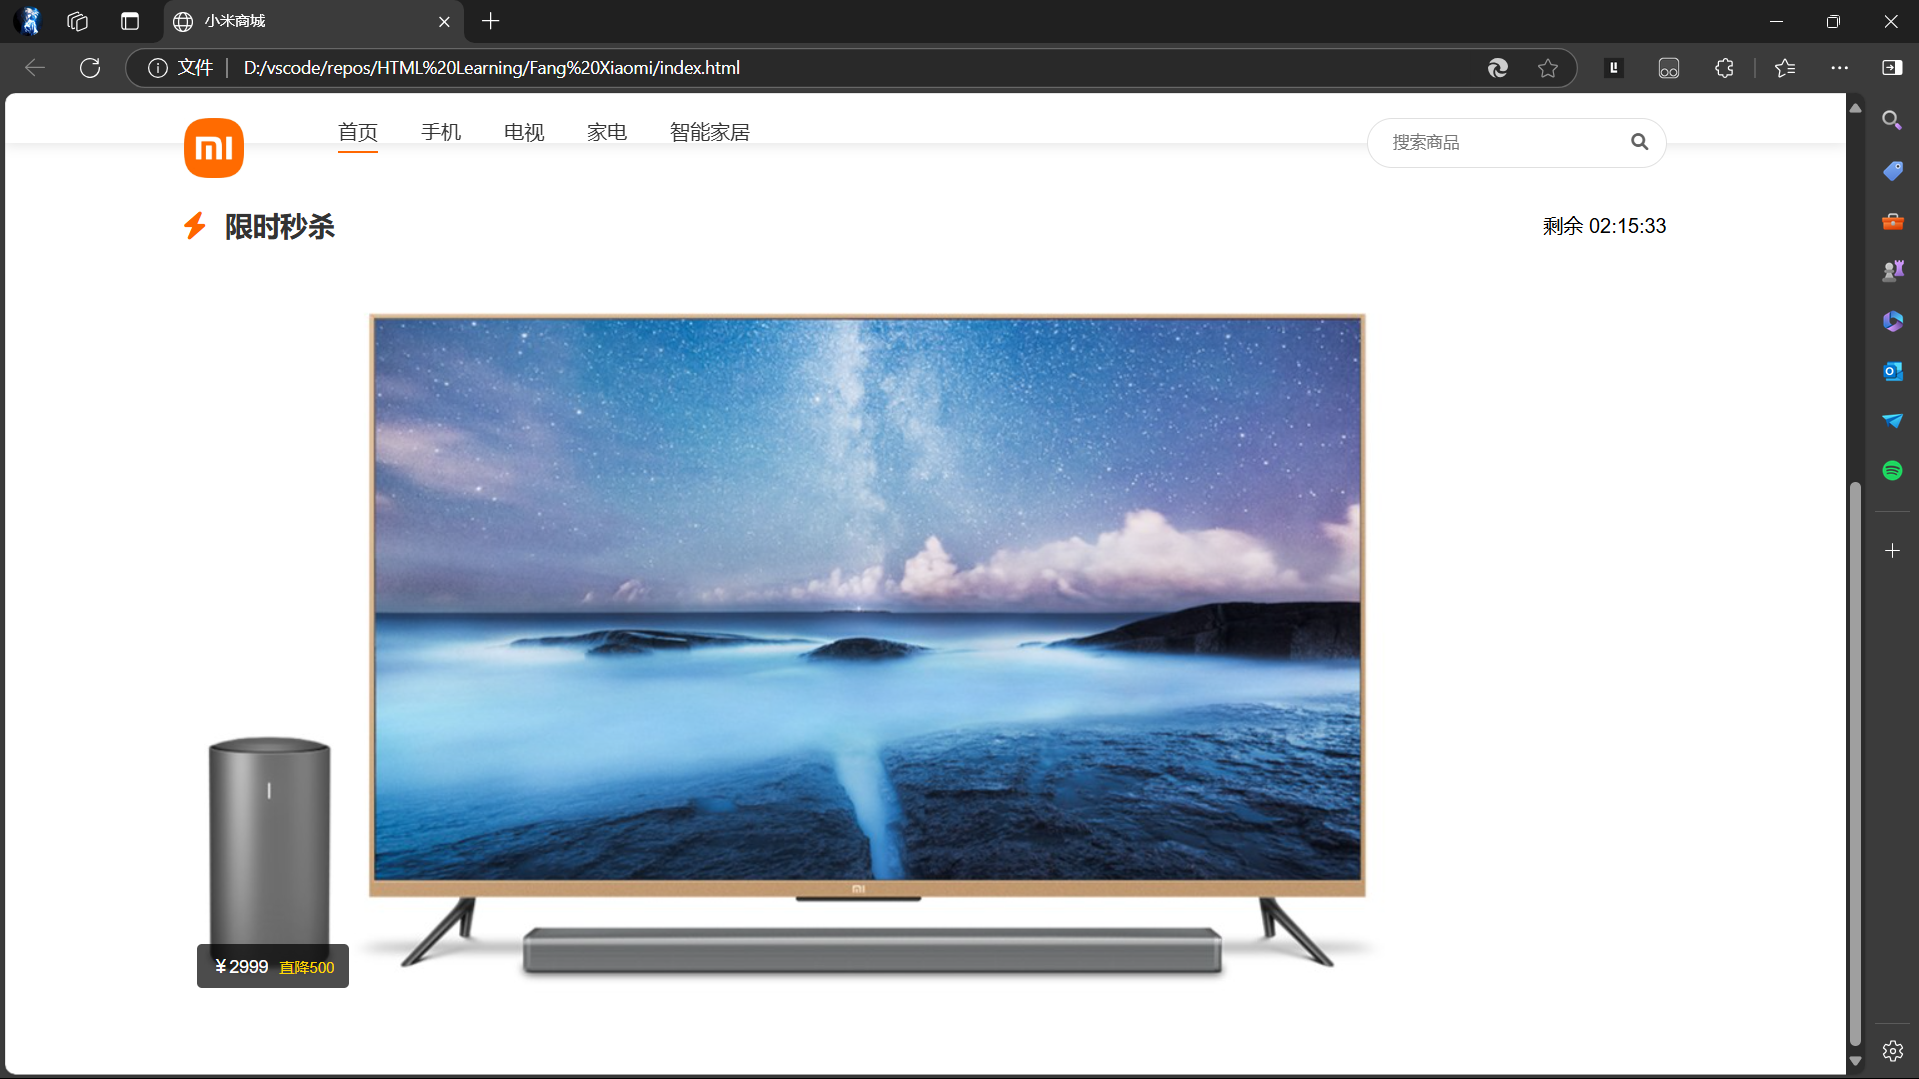 小米商城
文件 D:/vscode/repos/HTML%20Learning/Fang%20Xiaomi/index.html
首页 手机 电视 家电 智能家居
搜索商品
限时秒杀
剩余 02:15:33
¥2999 直降500